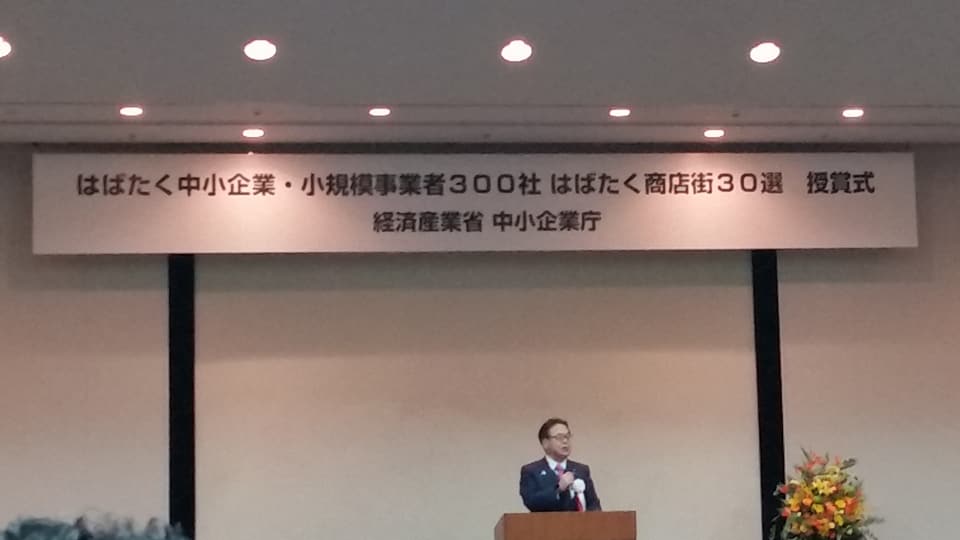 はばたく中小企業・小規模事業者３００社 はばたく商店街３０選　授賞式
経済産業省 中小企業庁